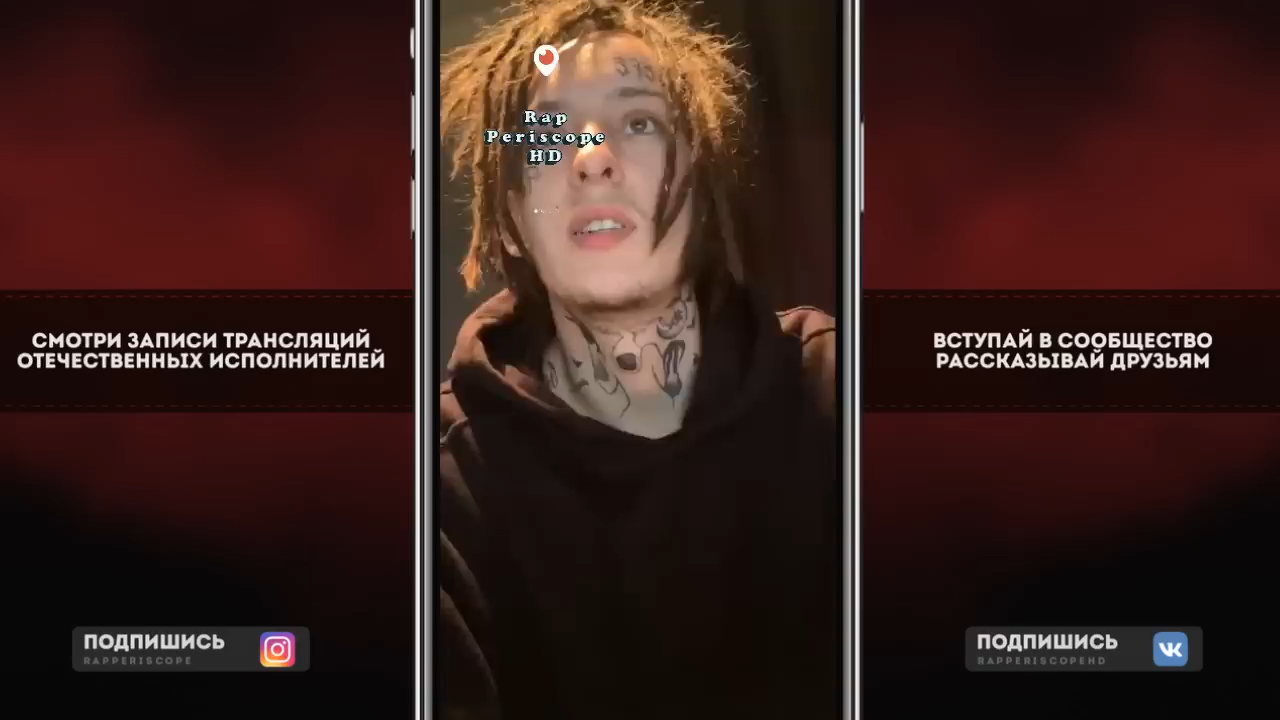 Rap
Periscope
HD
СМОТРИ ЗАПИСИ ТРАНСЛЯЦИЙ
ОТЕЧЕСТВЕННЫХ ИСПОЛНИТЕЛЕЙ
ВСТУПАЙ В СООБЩЕСТВО
РАССКАЗЫВАЙ ДРУЗЬЯМ
ПОДПИШИСЬ
RAPPERISCOPE
ПОДПИШИСЬ
RAPPERISCOPEHD